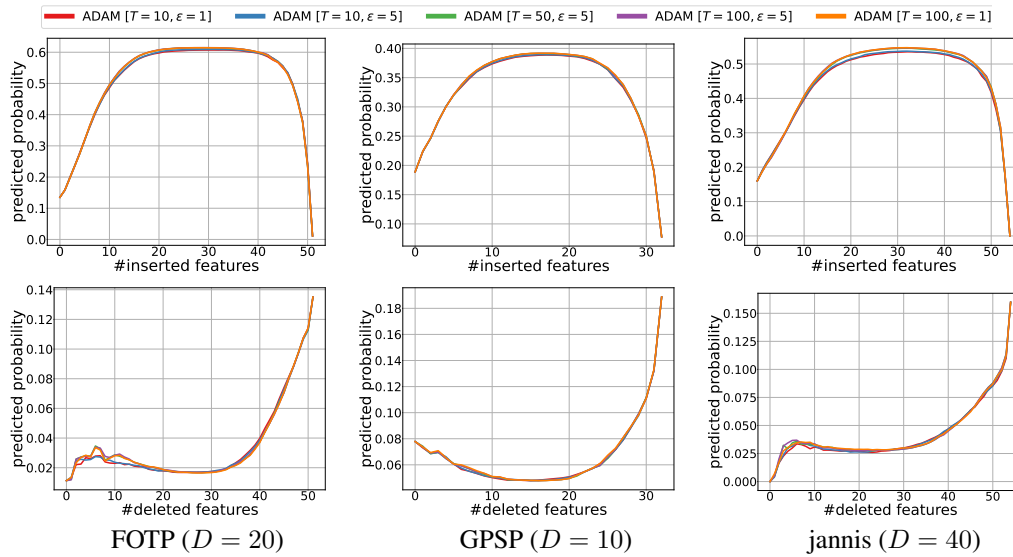 ADAM [T = 10, ε = 1] ADAM [T = 10, ε = 5] ADAM [T = 50, ε = 5] ADAM [T = 100, ε = 5] ADAM [T = 100, ε = 1]
predicted probability
0.6
0.5
0.4
0.3
0.2
0.1
0.0
0 10 20 30 40 50
#inserted features
predicted probability
0.40
0.35
0.30
0.25
0.20
0.15
0.10
0 10 20 30
#inserted features
predicted probability
0.5
0.4
0.3
0.2
0.1
0.0
0 10 20 30 40 50
#inserted features
predicted probability
0.14
0.12
0.10
0.08
0.06
0.04
0.02
0 10 20 30 40 50
#deleted features
predicted probability
0.18
0.16
0.14
0.12
0.10
0.08
0.06
0 10 20 30
#deleted features
predicted probability
0.150
0.125
0.100
0.075
0.050
0.025
0.000
0 10 20 30 40 50
#deleted features
FOTP (D = 20) GPSP (D = 10) jannis (D = 40)